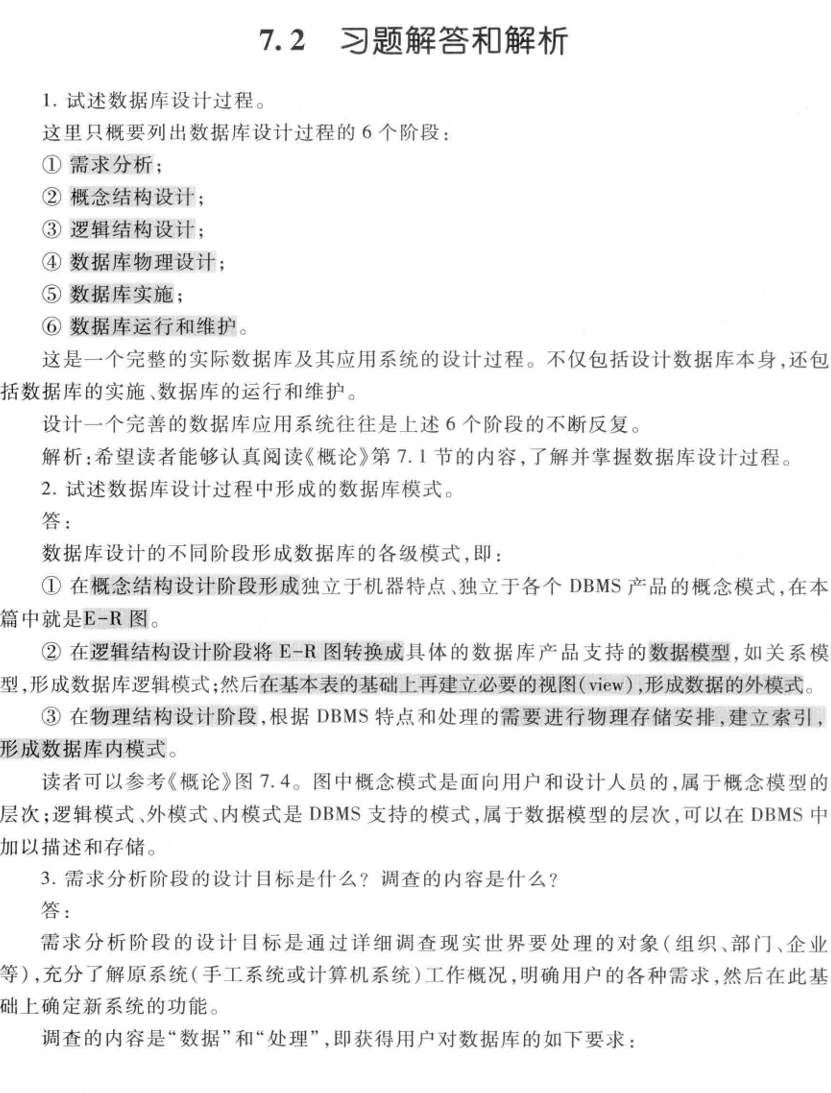 7.2 习题解答和解析
1. 试述数据库设计过程。
这里只概要列出数据库设计过程的 6 个阶段：
① 需求分析；
② 概念结构设计；
③ 逻辑结构设计；
④ 数据库物理设计；
⑤ 数据库实施；
⑥ 数据库运行和维护。
这是一个完整的实际数据库及其应用系统的设计过程。不仅包括设计数据库本身，还包
括数据库的实施、数据库的运行和维护。
设计一个完善的数据库应用系统往往是上述 6 个阶段的不断反复。
解析：希望读者能够认真阅读《概论》第 7.1 节的内容，了解并掌握数据库设计过程。
2. 试述数据库设计过程中形成的数据库模式。
答：
数据库设计的不同阶段形成数据库的各级模式，即：
① 在概念结构设计阶段形成独立于机器特点、独立于各个 DBMS 产品的概念模式，在本
篇中就是E-R 图。
② 在逻辑结构设计阶段将 E-R 图转换成具体的数据库产品支持的数据模型，如关系模
型，形成数据库逻辑模式；然后在基本表的基础上再建立必要的视图(view)，形成数据的外模式。
③ 在物理结构设计阶段，根据 DBMS 特点和处理的需要进行物理存储安排，建立索引，
形成数据库内模式。
读者可以参考《概论》图 7.4。图中概念模式是面向用户和设计人员的，属于概念模型的
层次；逻辑模式、外模式、内模式是 DBMS 支持的模式，属于数据模型的层次，可以在 DBMS 中
加以描述和存储。
3. 需求分析阶段的设计目标是什么？调查的内容是什么？
答：
需求分析阶段的设计目标是通过详细调查现实世界要处理的对象（组织、部门、企业
等），充分了解原系统（手工系统或计算机系统）工作概况，明确用户的各种需求，然后在此基
础上确定新系统的功能。
调查的内容是“数据”和“处理”，即获得用户对数据库的如下要求：